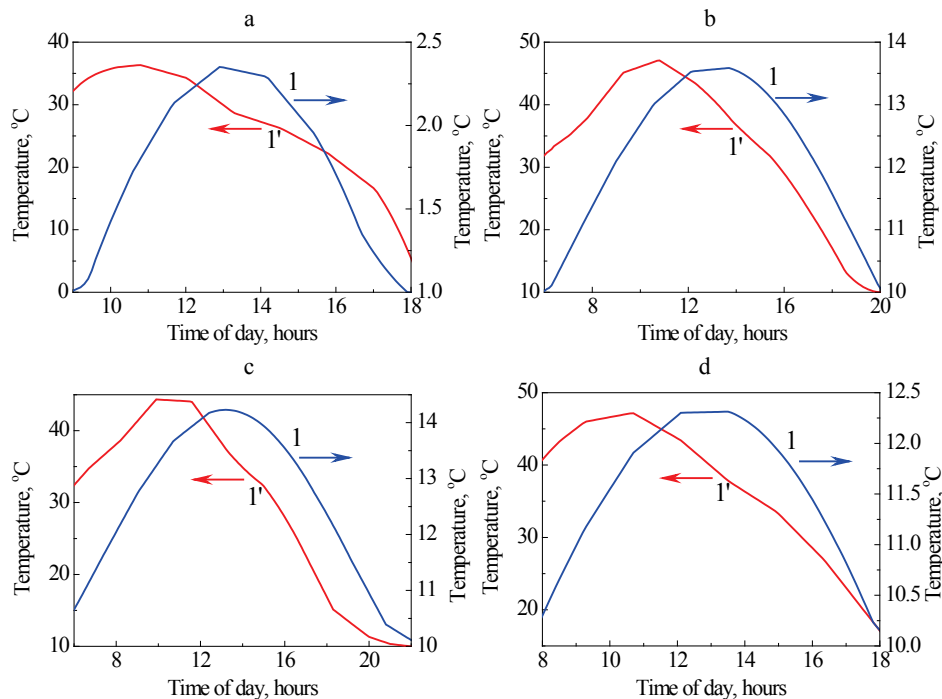 a
Temperature, °C
40
30
20
10
0
1
1'
2.5
2.0
1.5
1.0
Temperature, °C
10 12 14 16 18
Time of day, hours
b
Temperature, °C
50
40
30
20
10
1
1'
14
13
12
11
10
Temperature, °C
8 12 16 20
Time of day, hours
c
Temperature, °C
40
30
20
10
1
1'
14
13
14
11
10
Temperature, °C
8 12 16 20
Time of day, hours
d
Temperature, °C
50
40
30
20
1
1'
12.5
12.0
11.5
11.0
10.5
10.0
Temperature, °C
8 10 12 14 16 18
Time of day, hours